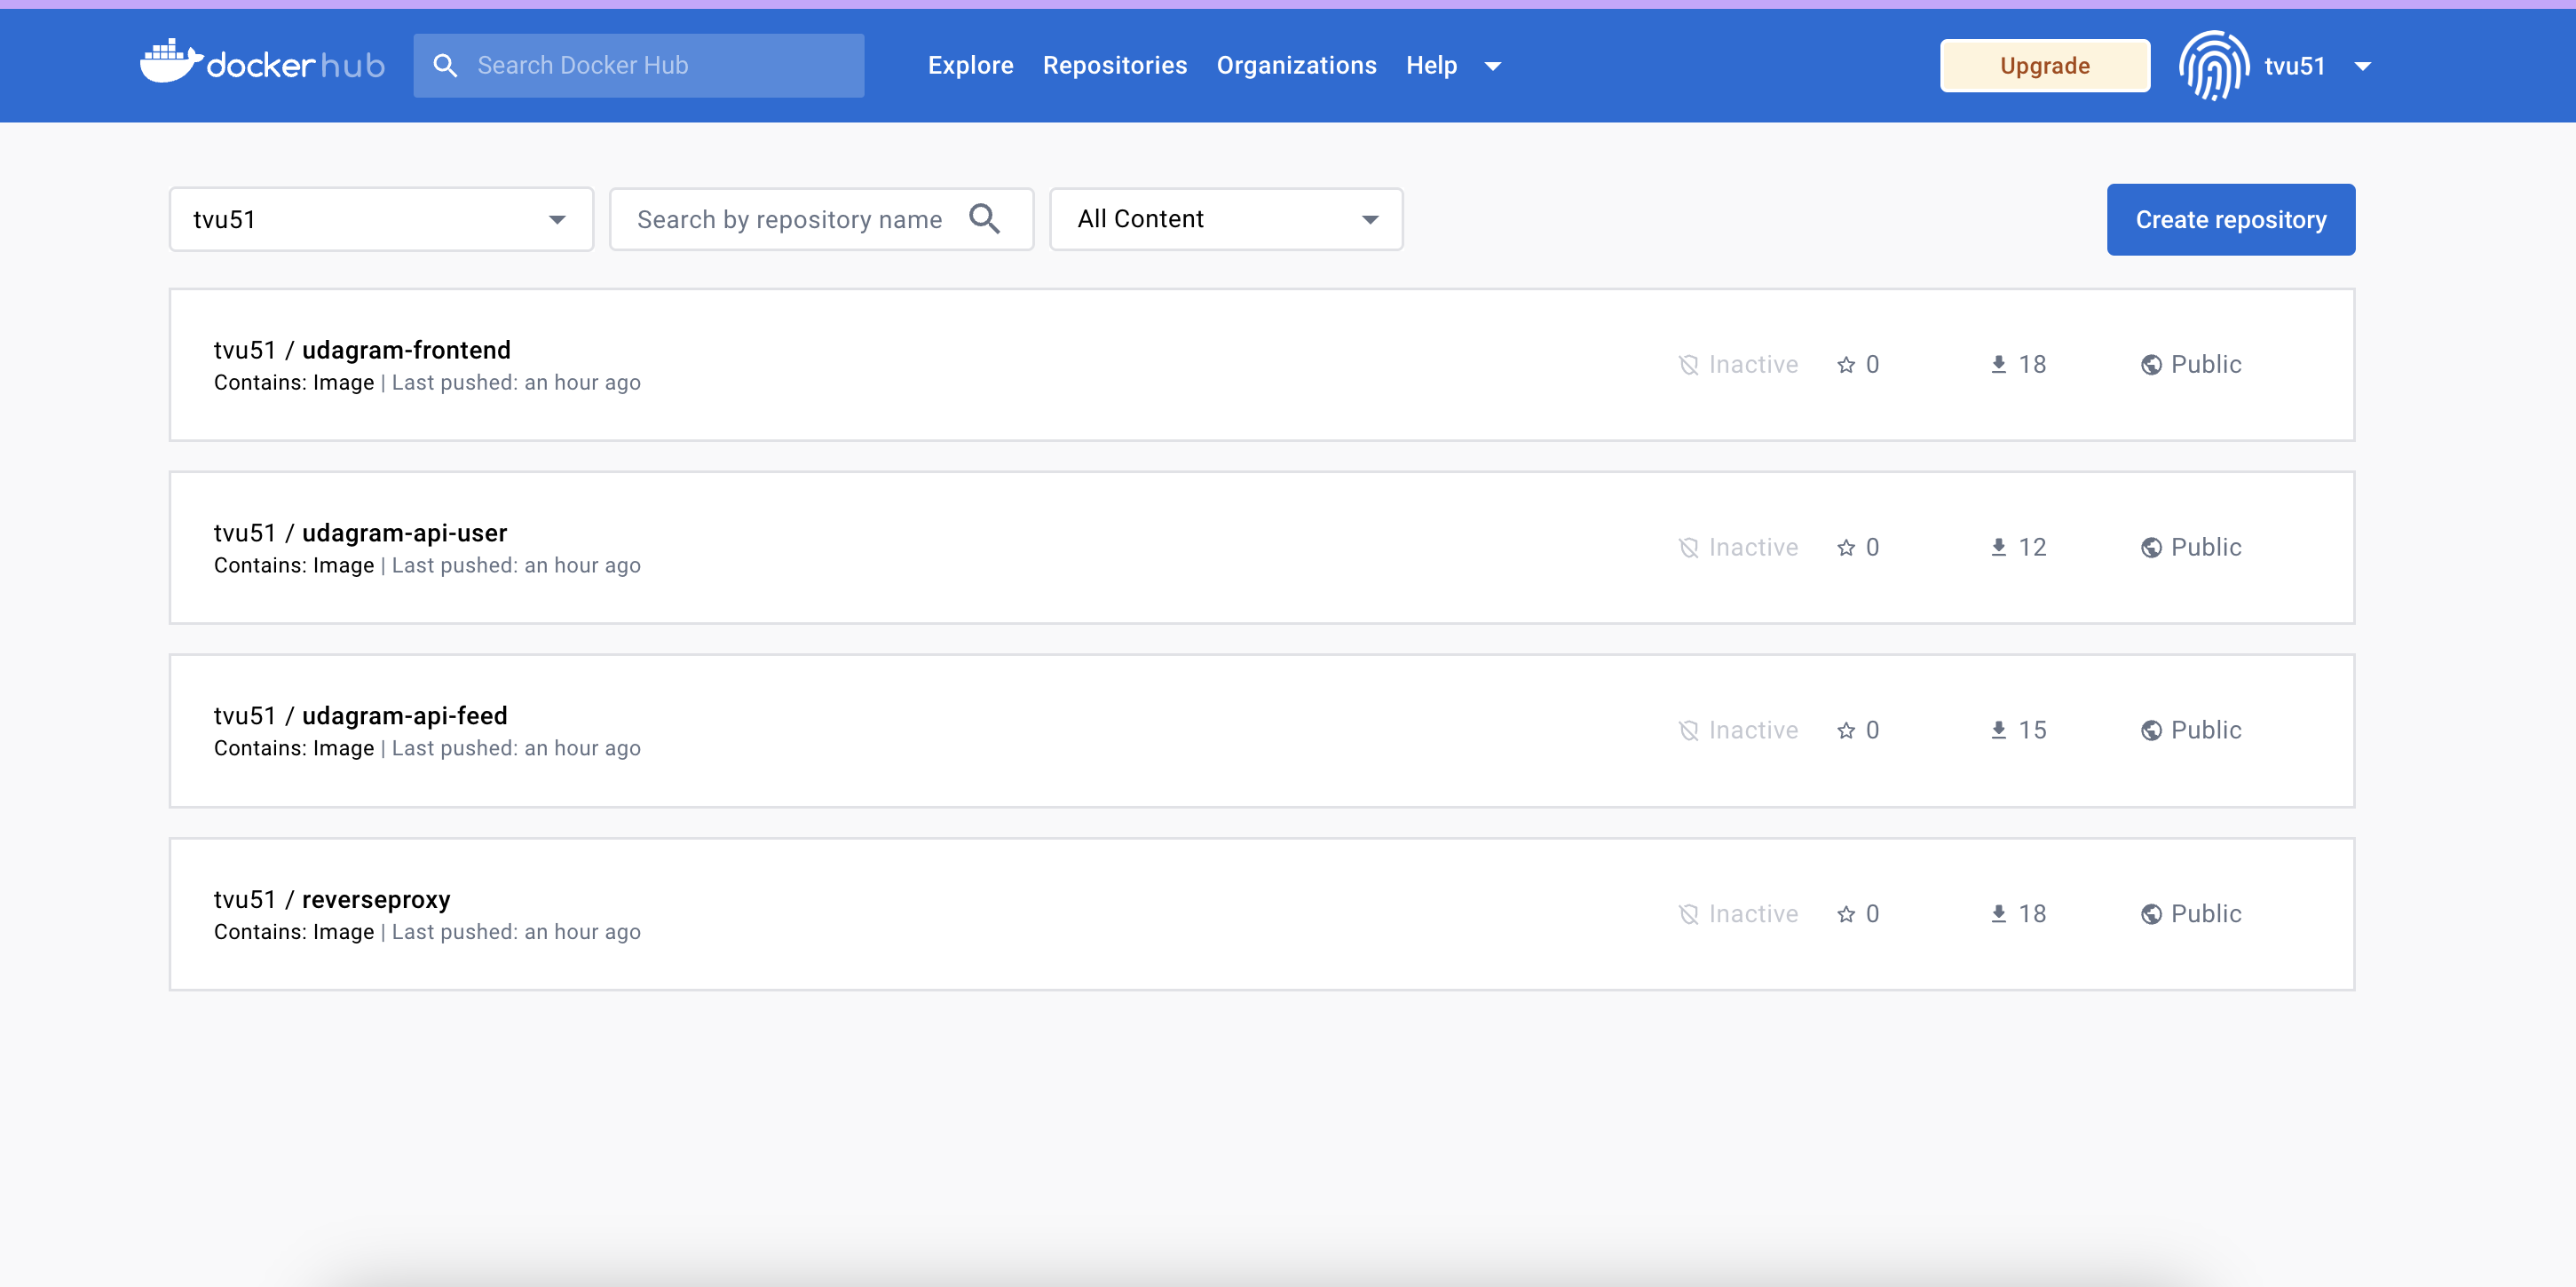 dockerhub Search Docker Hub Explore Repositories Organizations Help Upgrade tvu51
tvu51 Search by repository name All Content Create repository
tvu51 / udagram-frontend
Contains: Image | Last pushed: an hour ago Inactive 0 18 Public
tvu51 / udagram-api-user
Contains: Image | Last pushed: an hour ago Inactive 0 12 Public
tvu51 / udagram-api-feed
Contains: Image | Last pushed: an hour ago Inactive 0 15 Public
tvu51 / reverseproxy
Contains: Image | Last pushed: an hour ago Inactive 0 18 Public